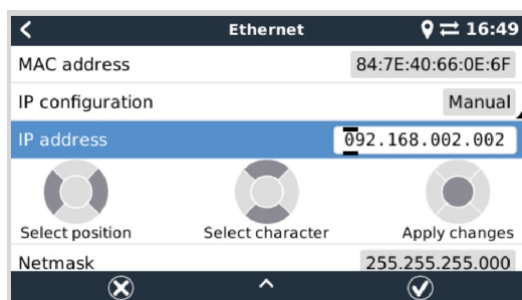 Ethernet 16:49
MAC address 84:7E:40:66:0E:6F
IP configuration Manual
IP address 092.168.002.002
Select position Select character Apply changes
Netmask 255.255.255.000